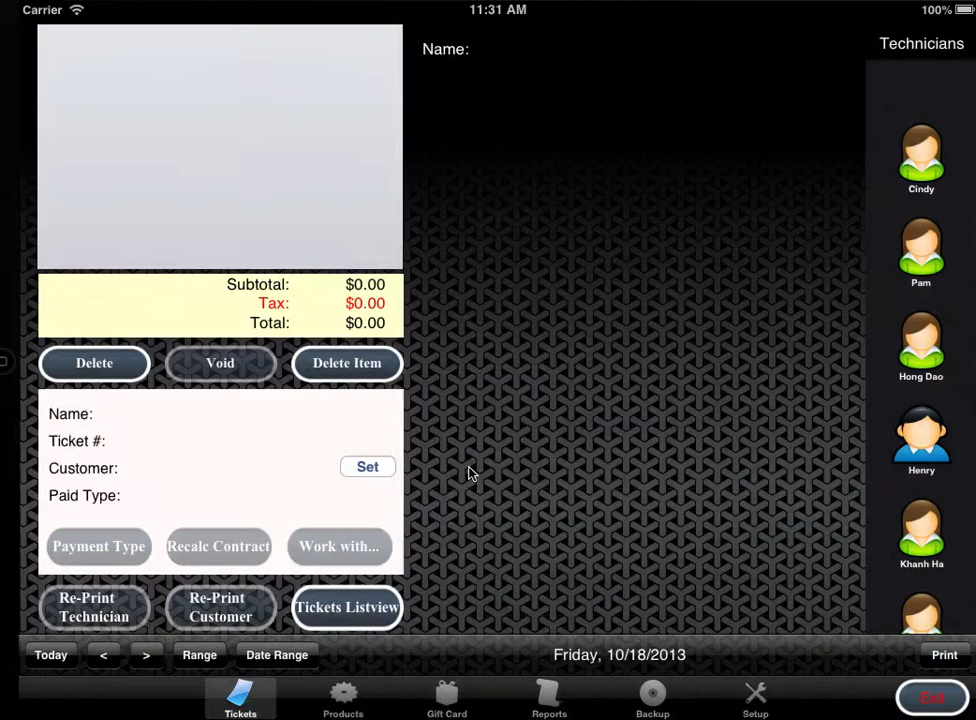 Carrier
11:31 AM
100%
Name:
Technicians
Cindy
Pam
Hong Dao
Henry
Khanh Ha
Subtotal: $0.00
Tax: $0.00
Total: $0.00
Delete
Void
Delete Item
Name:
Ticket #:
Customer:
Set
Paid Type:
Payment Type
Recalc Contract
Work with...
Re-Print
Technician
Re-Print
Customer
Tickets Listview
Today
<
>
Range
Date Range
Friday, 10/18/2013
Print
Tickets
Products
Gift Card
Reports
Backup
Setup
Exit